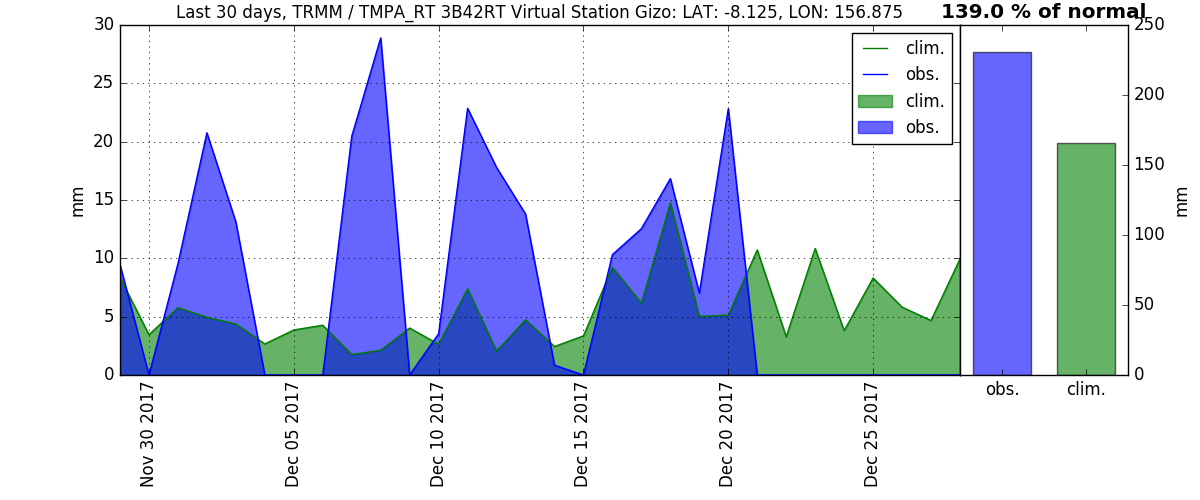 Last 30 days, TRMM / TMPA_RT 3B42RT Virtual Station Gizo: LAT: -8.125, LON: 156.875
139.0 % of normal
30
25
20
15
10
5
0
mm
clim.
obs.
clim.
obs.
250
200
150
100
50
0
mm
obs.
clim.
Nov 30 2017
Dec 05 2017
Dec 10 2017
Dec 15 2017
Dec 20 2017
Dec 25 2017